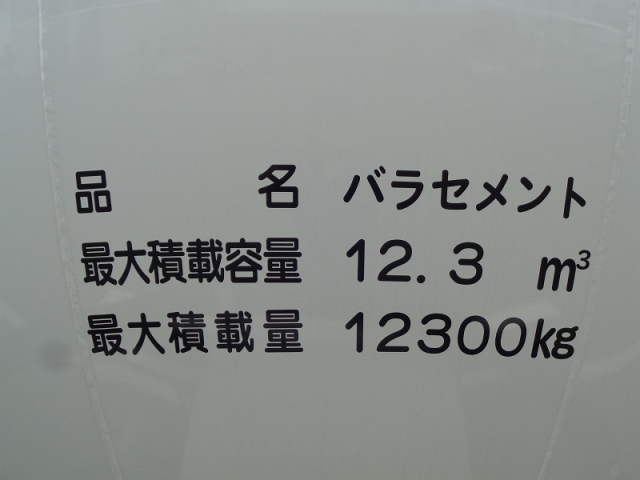 品名 バラセメント
最大積載容量 12.3 m³
最大積載量 12300kg